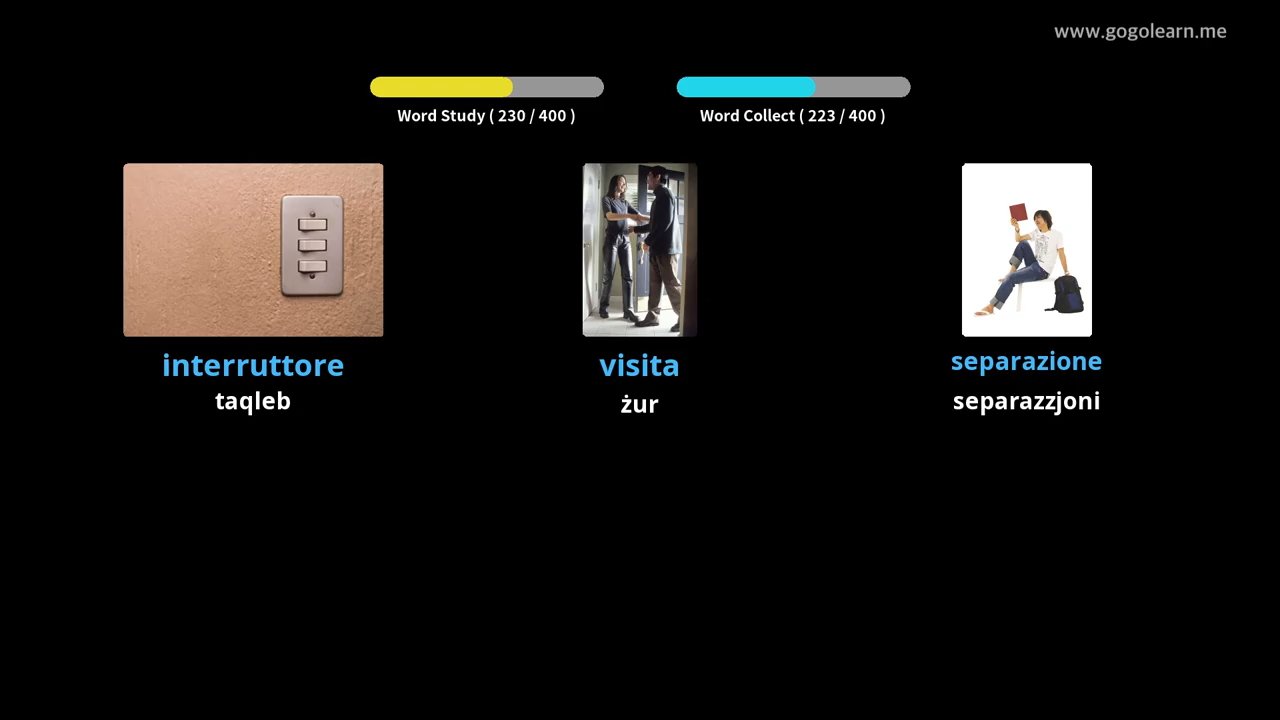 www.gogolearn.me
Word Study ( 230 / 400 )
Word Collect ( 223 / 400 )
interruttore
taqleb
visita
żur
separazione
separazzjoni